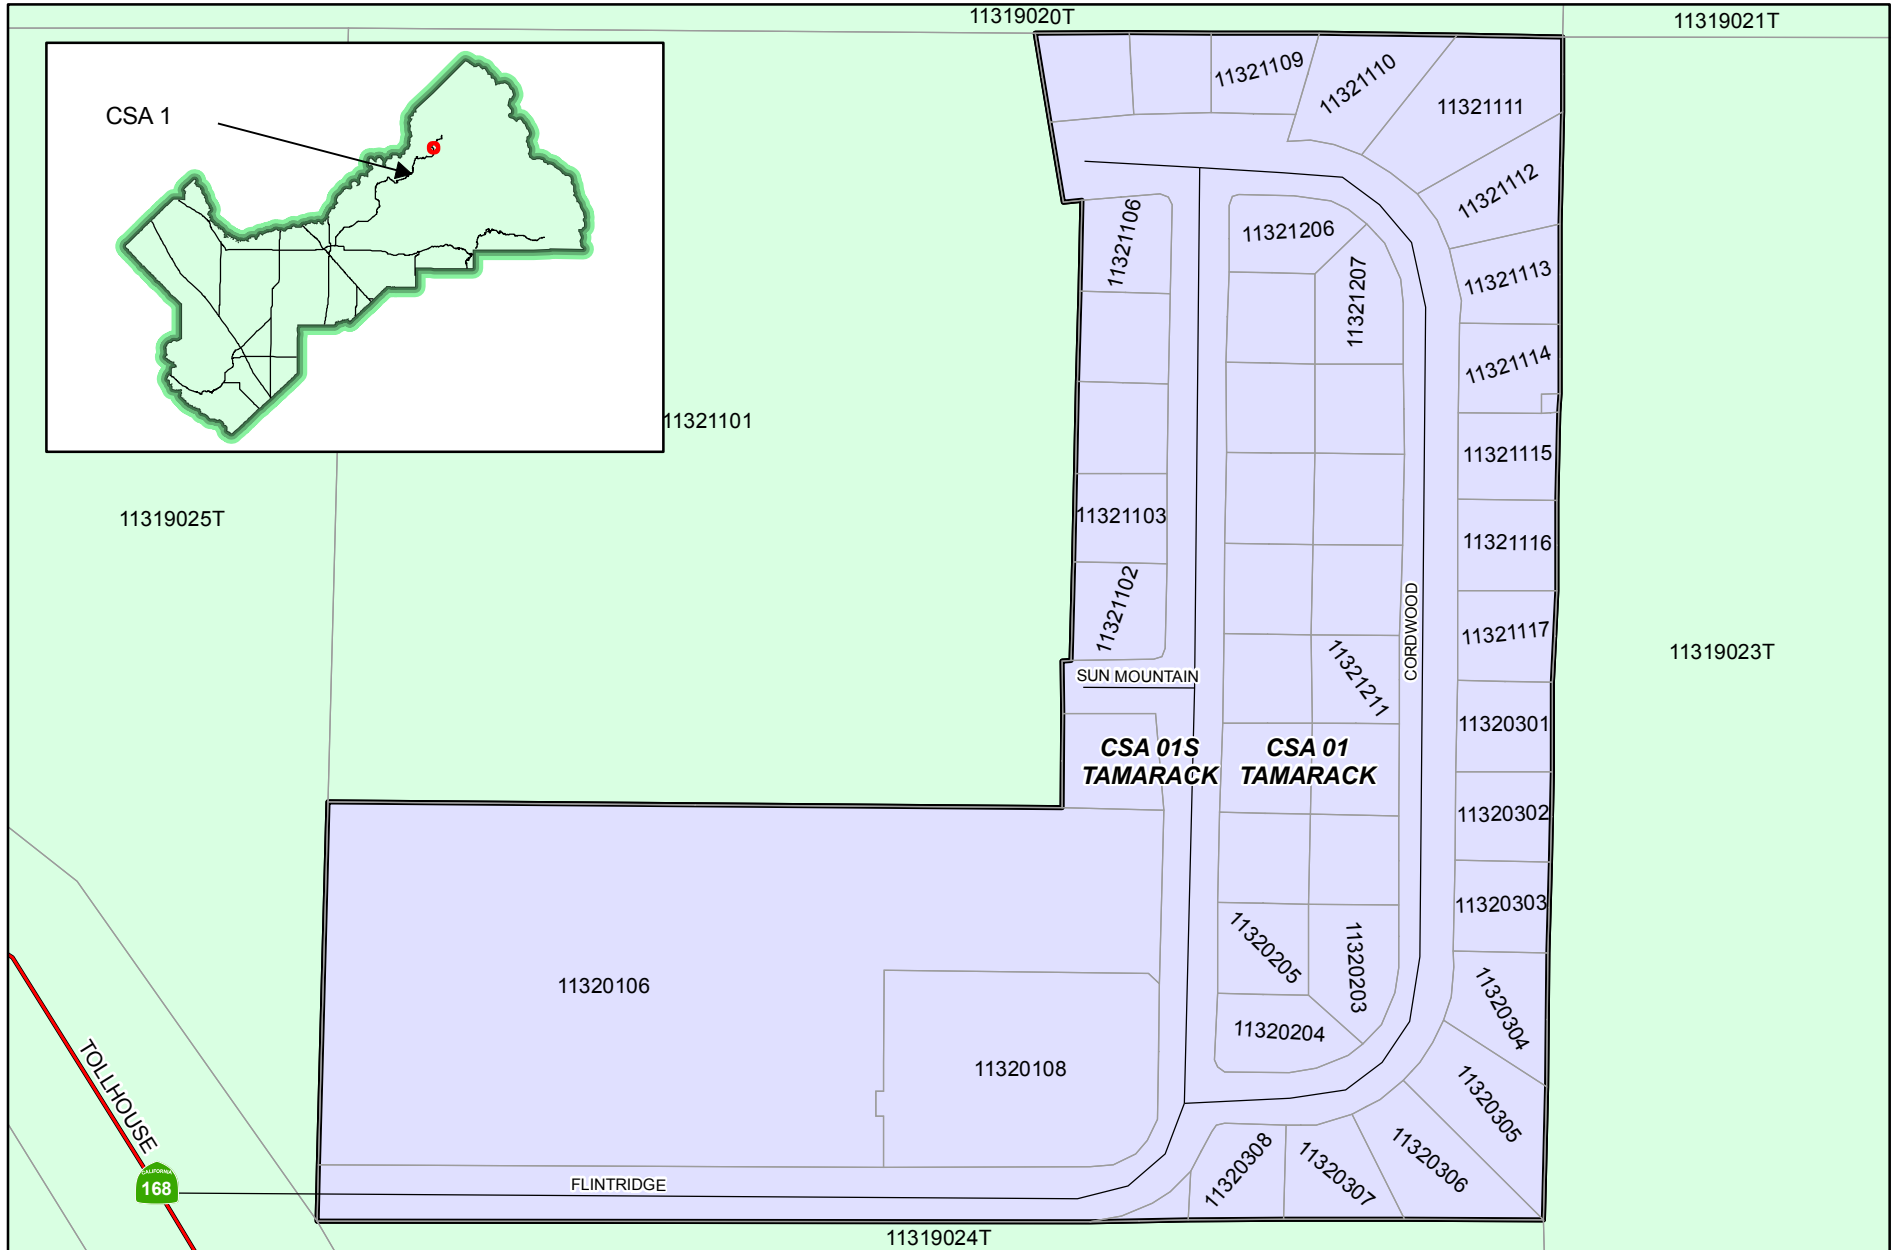 11319020T
11319021T
CSA 1
11321109
11321110
11321111
11321112
11321106
11321206
11321207
11321113
11321114
11321101
11321115
11319025T
11321103
11321116
11321102
CORDWOOD
11321117
11319023T
SUN MOUNTAIN
11321211
11320301
CSA 01S
TAMARACK
CSA 01
TAMARACK
11320302
11320303
11320205
11320203
11320106
11320304
11320204
11320108
TOLLHOUSE
11320305
CALIFORNIA
168
FLINTRIDGE
11320308
11320307
11320306
11319024T